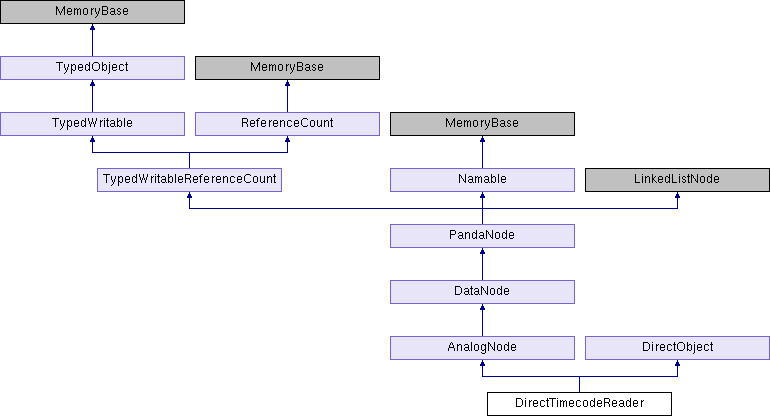 MemoryBase
TypedObject
MemoryBase
TypedWritable
ReferenceCount
MemoryBase
TypedWritableReferenceCount
Namable
LinkedListNode
PandaNode
DataNode
AnalogNode
DirectObject
DirectTimecodeReader